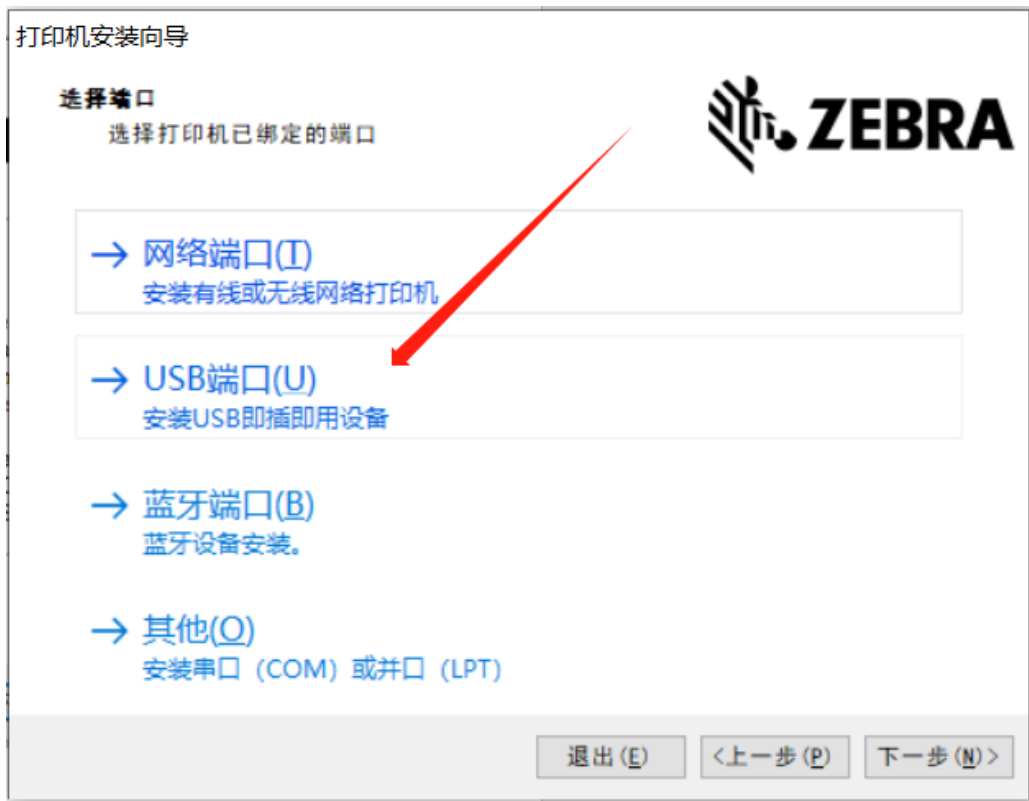 打印机安装向导
选择端口
选择打印机已绑定的端口
ZEBRA
网络端口(T)
安装有线或无线网络打印机
USB端口(U)
安装USB即插即用设备
蓝牙端口(B)
蓝牙设备安装。
其他(O)
安装串口（COM）或并口（LPT）
退出(E) <上一步(P) 下一步(N)>